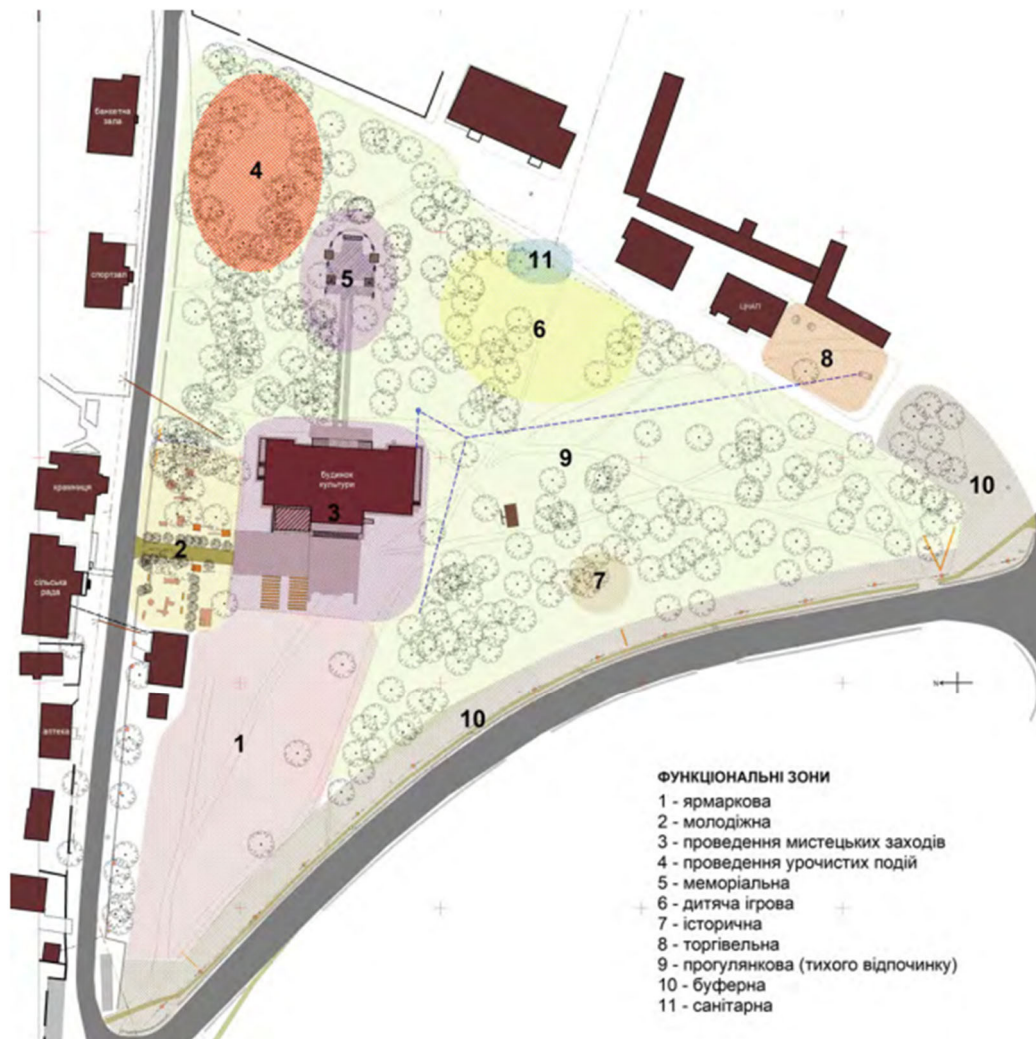 банкетна
зала
4
11
спортзал
5
6
ЦНАП
8
9
10
крамниця
будинок
культури
3
2
7
сільська
рада
аптека
10
1
N
ФУНКЦІОНАЛЬНІ ЗОНИ
1 - ярмаркова
2 - молодіжна
3 - проведення мистецьких заходів
4 - проведення урочистих подій
5 - меморіальна
6 - дитяча ігрова
7 - історична
8 - торгівельна
9 - прогулянкова (тихого відпочинку)
10 - буферна
11 - санітарна